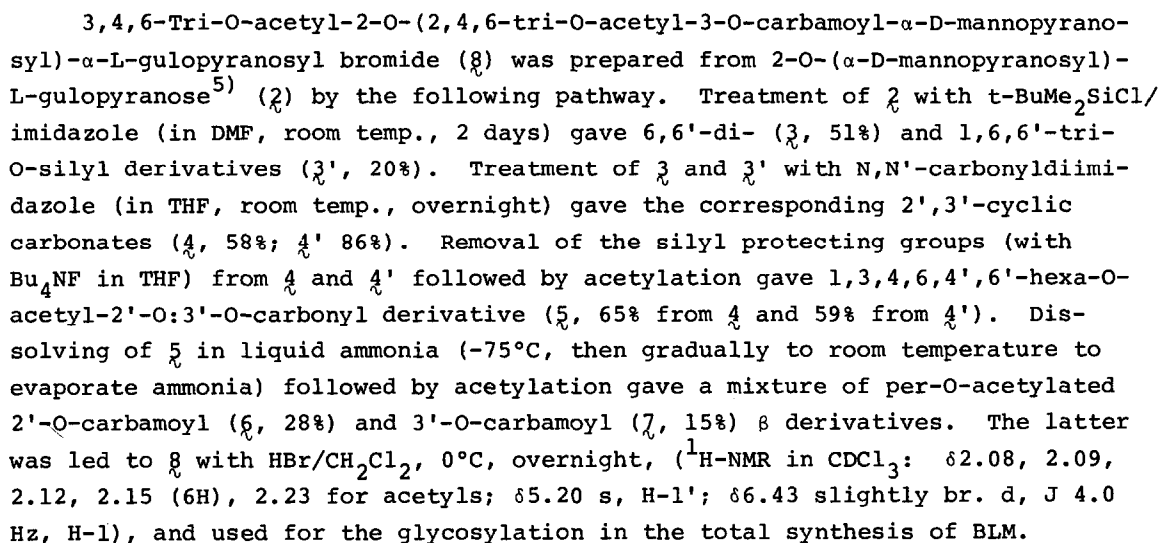 3,4,6-Tri-O-acetyl-2-O-(2,4,6-tri-O-acetyl-3-O-carbamoyl-α-D-mannopyrano-
syl)-α-L-gulopyranosyl bromide (8) was prepared from 2-O-(α-D-mannopyranosyl)-
L-gulopyranose5) (2) by the following pathway. Treatment of 2 with t-BuMe2SiCl/
imidazole (in DMF, room temp., 2 days) gave 6,6'-di- (3, 51%) and 1,6,6'-tri-
O-silyl derivatives (3', 20%). Treatment of 3 and 3' with N,N'-carbonyldiimi-
dazole (in THF, room temp., overnight) gave the corresponding 2',3'-cyclic
carbonates (4, 58%; 4' 86%). Removal of the silyl protecting groups (with
Bu4NF in THF) from 4 and 4' followed by acetylation gave 1,3,4,6,4',6'-hexa-O-
acetyl-2'-O:3'-O-carbonyl derivative (5, 65% from 4 and 59% from 4'). Dis-
solving of 5 in liquid ammonia (-75°C, then gradually to room temperature to
evaporate ammonia) followed by acetylation gave a mixture of per-O-acetylated
2'-O-carbamoyl (6, 28%) and 3'-O-carbamoyl (7, 15%) β derivatives. The latter
was led to 8 with HBr/CH2Cl2, 0°C, overnight, (1H-NMR in CDCl3: δ2.08, 2.09,
2.12, 2.15 (6H), 2.23 for acetyls; δ5.20 s, H-1'; δ6.43 slightly br. d, J 4.0
Hz, H-1), and used for the glycosylation in the total synthesis of BLM.